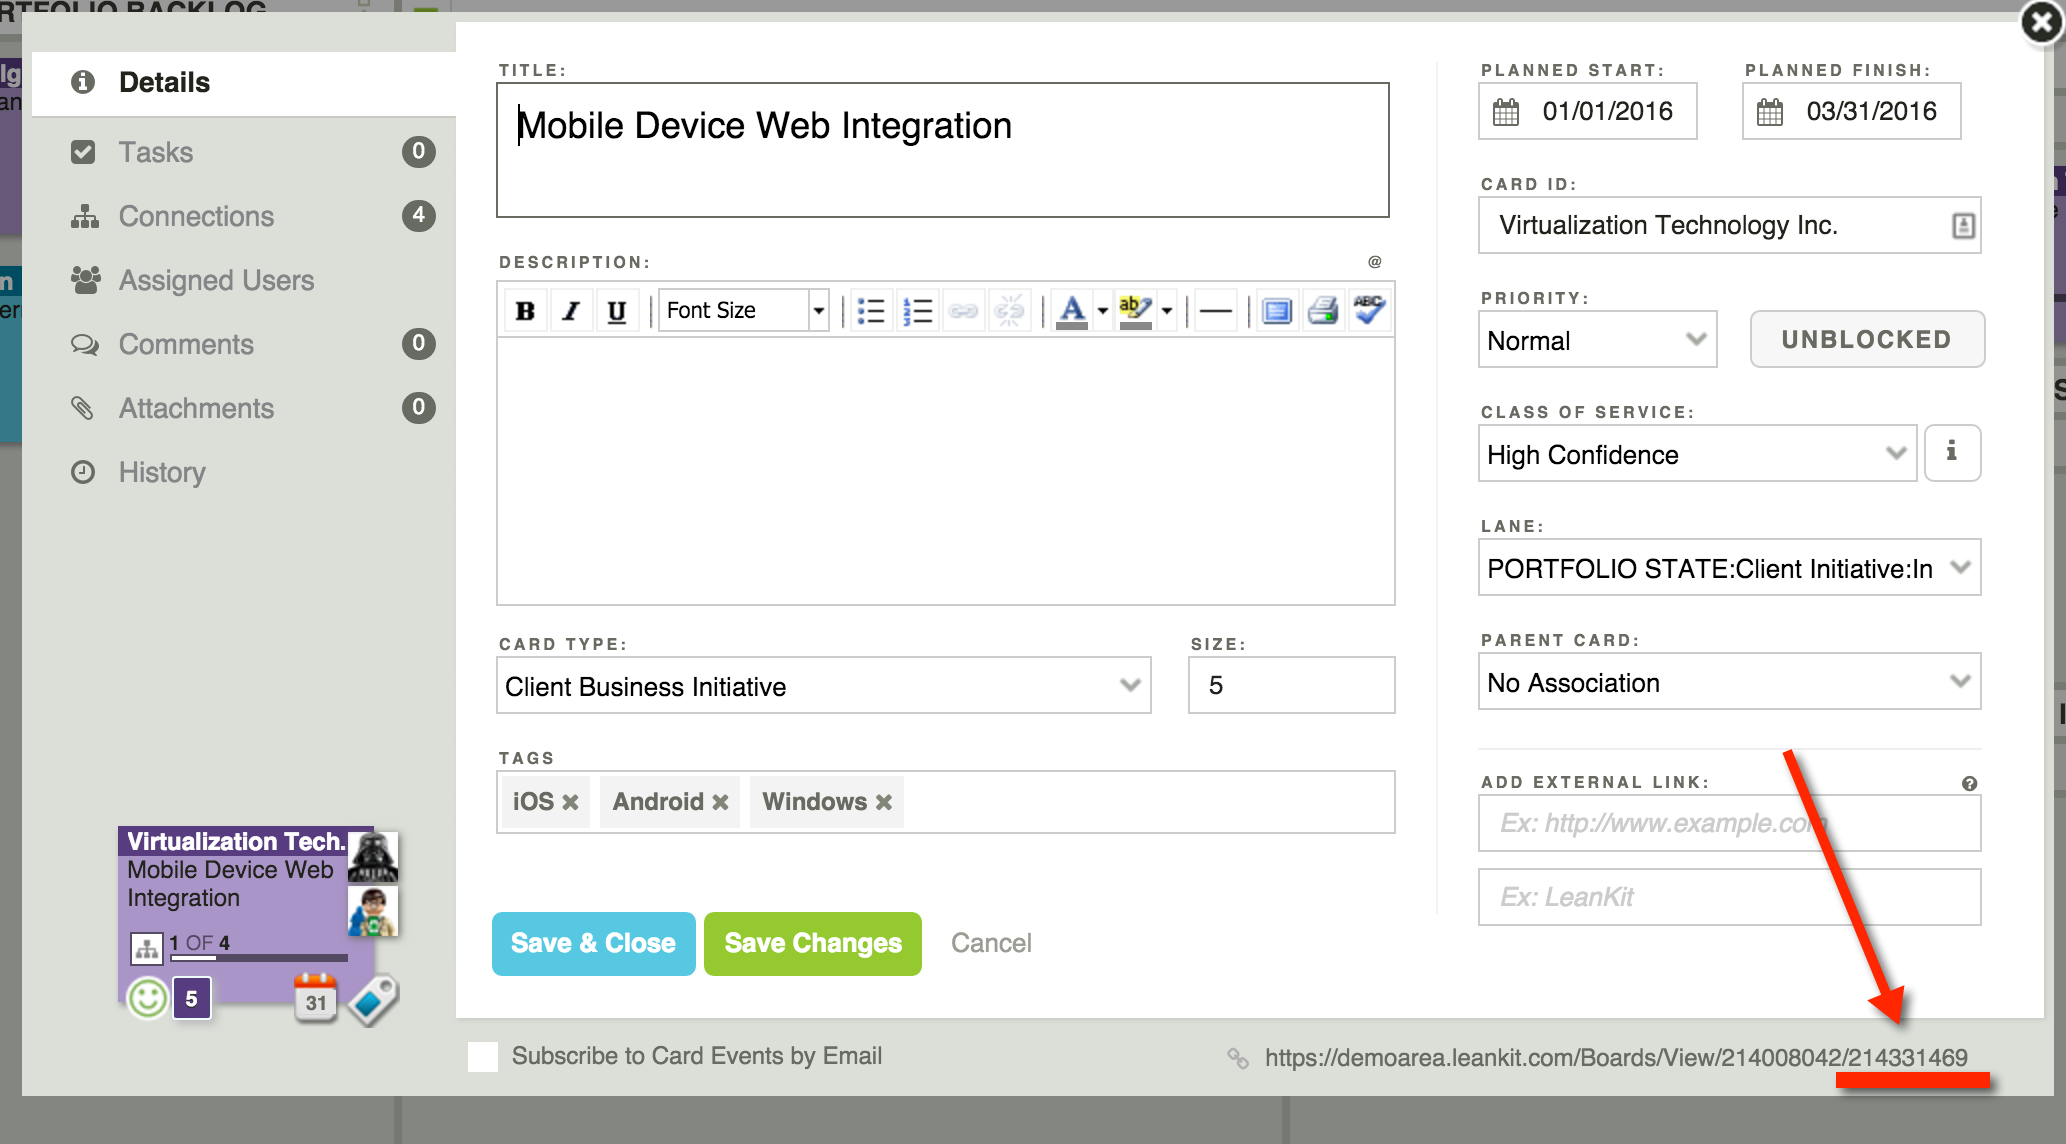 RTFOLIO BACKLOG
Details
Tasks 0
Connections 4
Assigned Users
Comments 0
Attachments 0
History
TITLE:
Mobile Device Web Integration
DESCRIPTION: @
B I U Font Size A ab ABC
CARD TYPE:
Client Business Initiative
SIZE:
5
TAGS
iOS Android Windows
Save & Close Save Changes Cancel
PLANNED START:
01/01/2016
PLANNED FINISH:
03/31/2016
CARD ID:
Virtualization Technology Inc.
PRIORITY:
Normal
UNBLOCKED
CLASS OF SERVICE:
High Confidence
LANE:
PORTFOLIO STATE:Client Initiative:In
PARENT CARD:
No Association
ADD EXTERNAL LINK:
Ex: http://www.example.com
Ex: LeanKit
Virtualization Tech.
Mobile Device Web
Integration
1 OF 4
5
31
Subscribe to Card Events by Email
https://demoarea.leankit.com/Boards/View/214008042/214331469